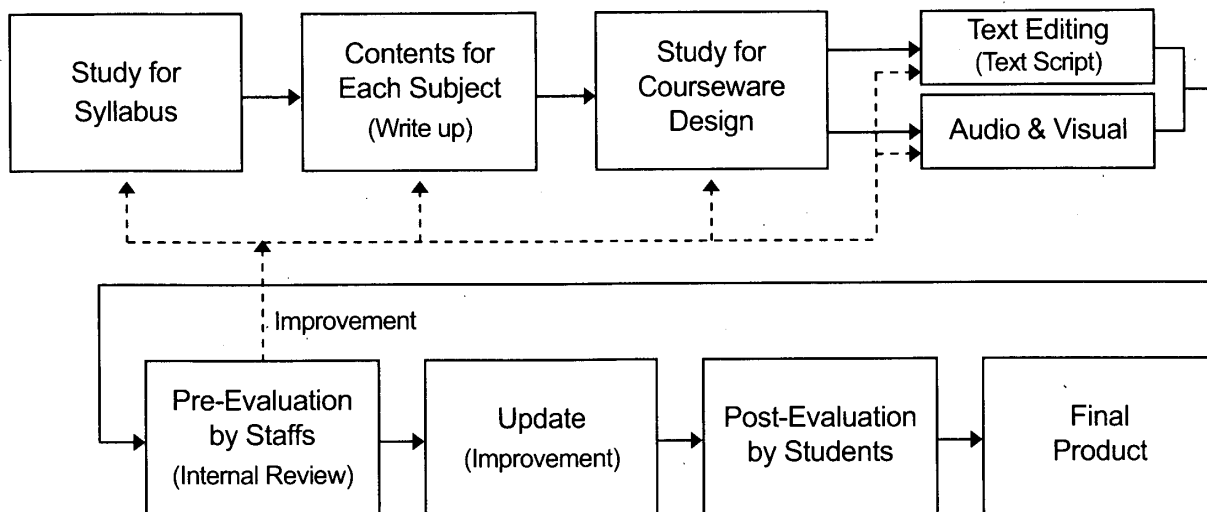 Study for
Syllabus
Contents for
Each Subject
(Write up)
Study for
Courseware
Design
Text Editing
(Text Script)
Audio & Visual
Improvement
Pre-Evaluation
by Staffs
(Internal Review)
Update
(Improvement)
Post-Evaluation
by Students
Final
Product